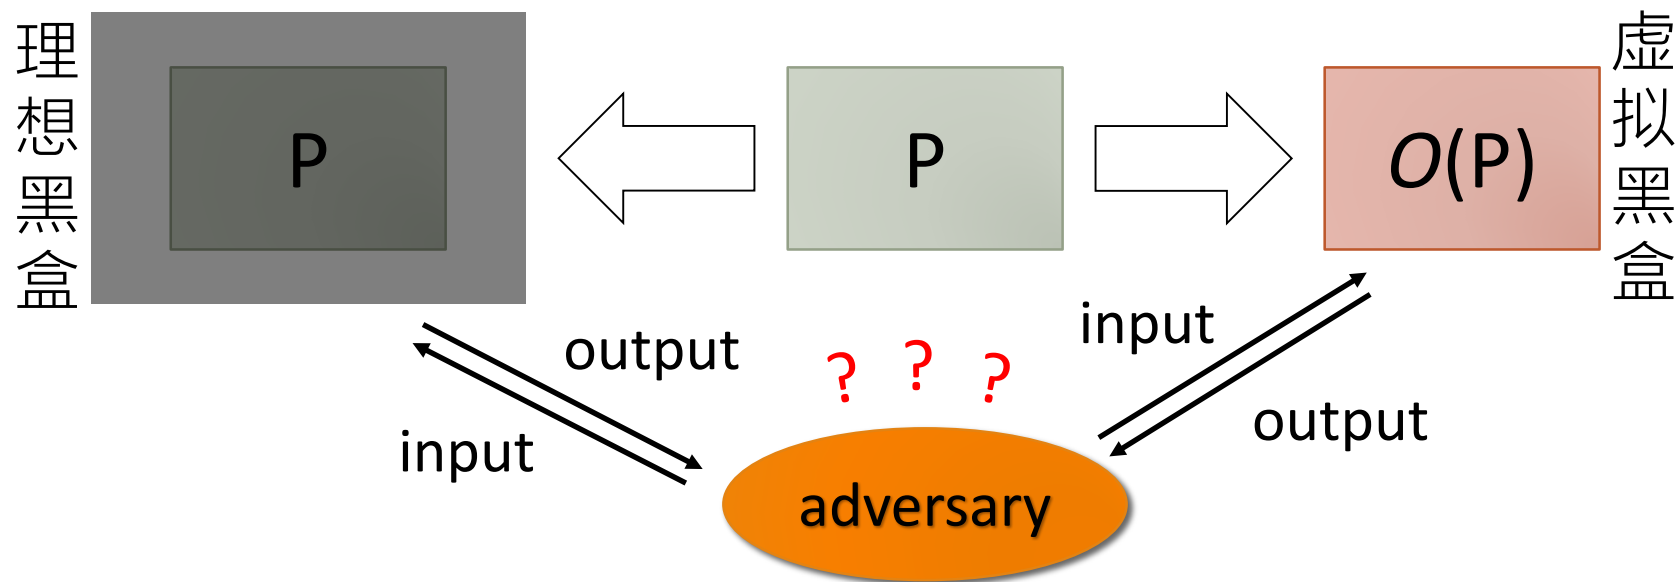 理想黑盒
P
P
O(P)
虚拟黑盒
output
input
? ? ?
input
output
adversary